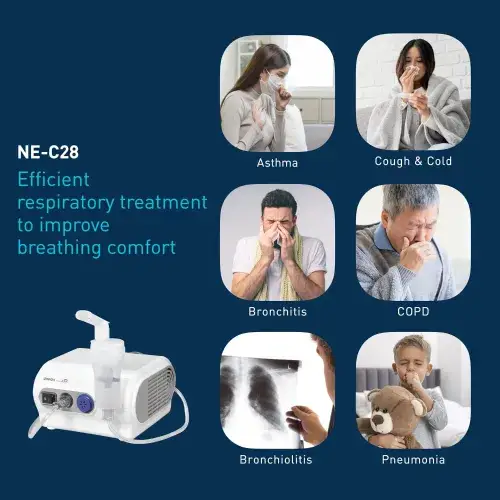 NE-C28
Efficient
respiratory treatment
to improve
breathing comfort
Asthma
Cough & Cold
Bronchitis
COPD
Bronchiolitis
Pneumonia